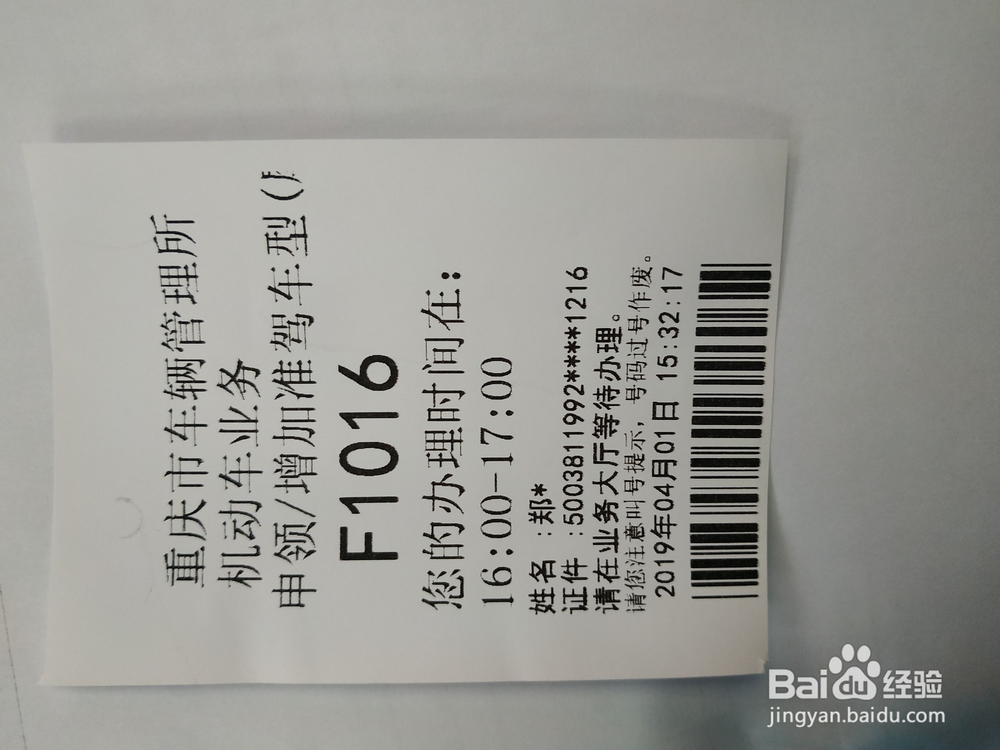 重庆市车辆管理所
机动车业务
申领/增加准驾车型(
F1016
您的办理时间在:
16:00-17:00
姓名 :郑*
证件 :5003811992****1216
请在业务大厅等待办理。
请您注意叫号提示，号码过号作废。
2019年04月01日 15:32:17
Baidu 经验
jingyan.baidu.com